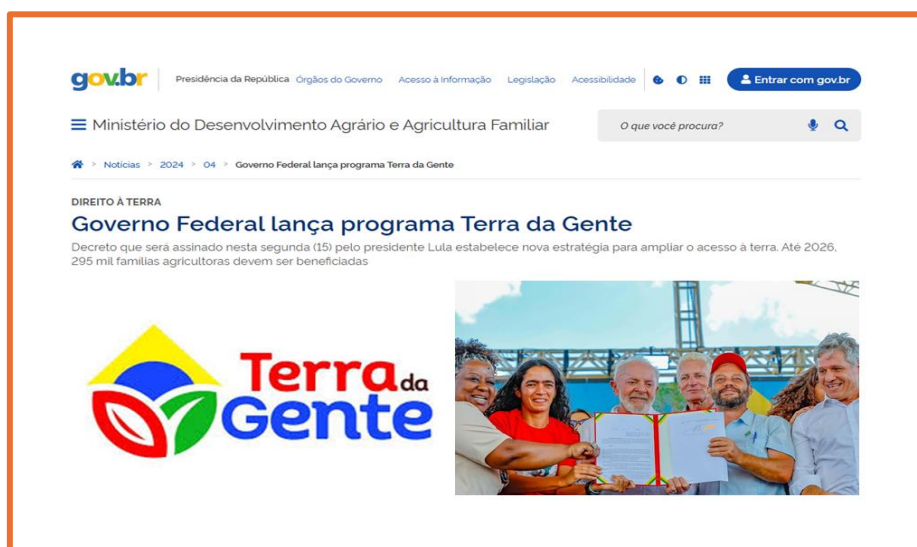 gov.br
Presidência da República Órgãos do Governo Acesso à Informação Legislação Acessibilidade Entrar com gov.br
Ministério do Desenvolvimento Agrário e Agricultura Familiar O que você procura?
> Notícias > 2024 > 04 > Governo Federal lança programa Terra da Gente
DIREITO À TERRA
Governo Federal lança programa Terra da Gente
Decreto que será assinado nesta segunda (15) pelo presidente Lula estabelece nova estratégia para ampliar o acesso à terra. Até 2026,
295 mil famílias agricultoras devem ser beneficiadas
Terra da
Gente